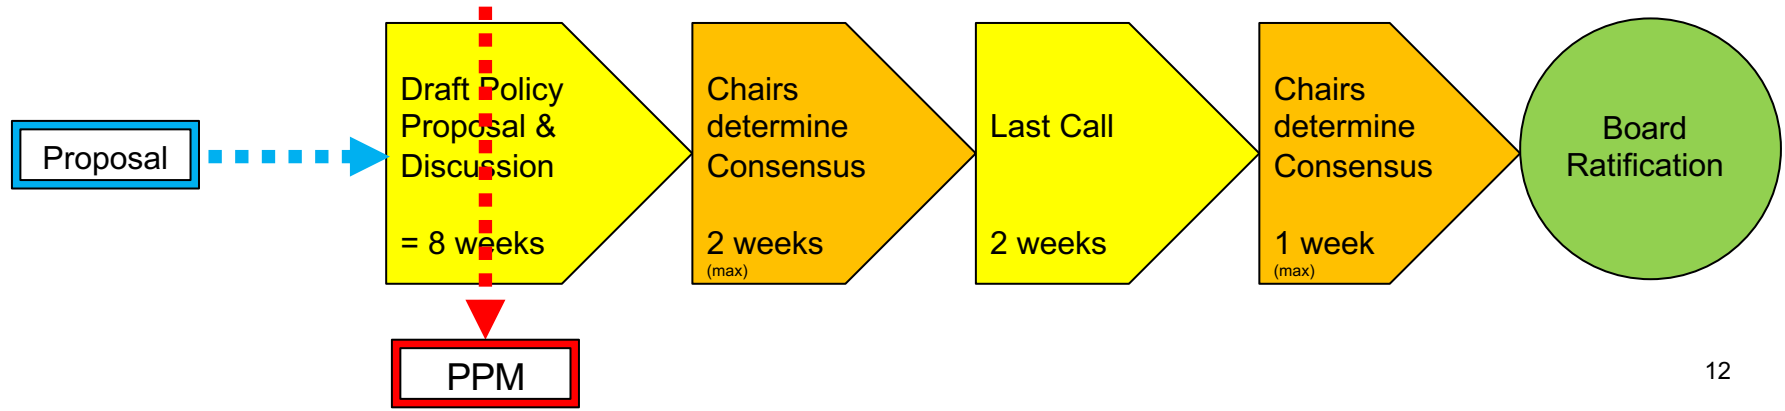 Proposal
Draft Policy
Proposal &
Discussion
= 8 weeks
PPM
Chairs
determine
Consensus
2 weeks
(max)
Last Call
2 weeks
Chairs
determine
Consensus
1 week
(max)
Board
Ratification
12